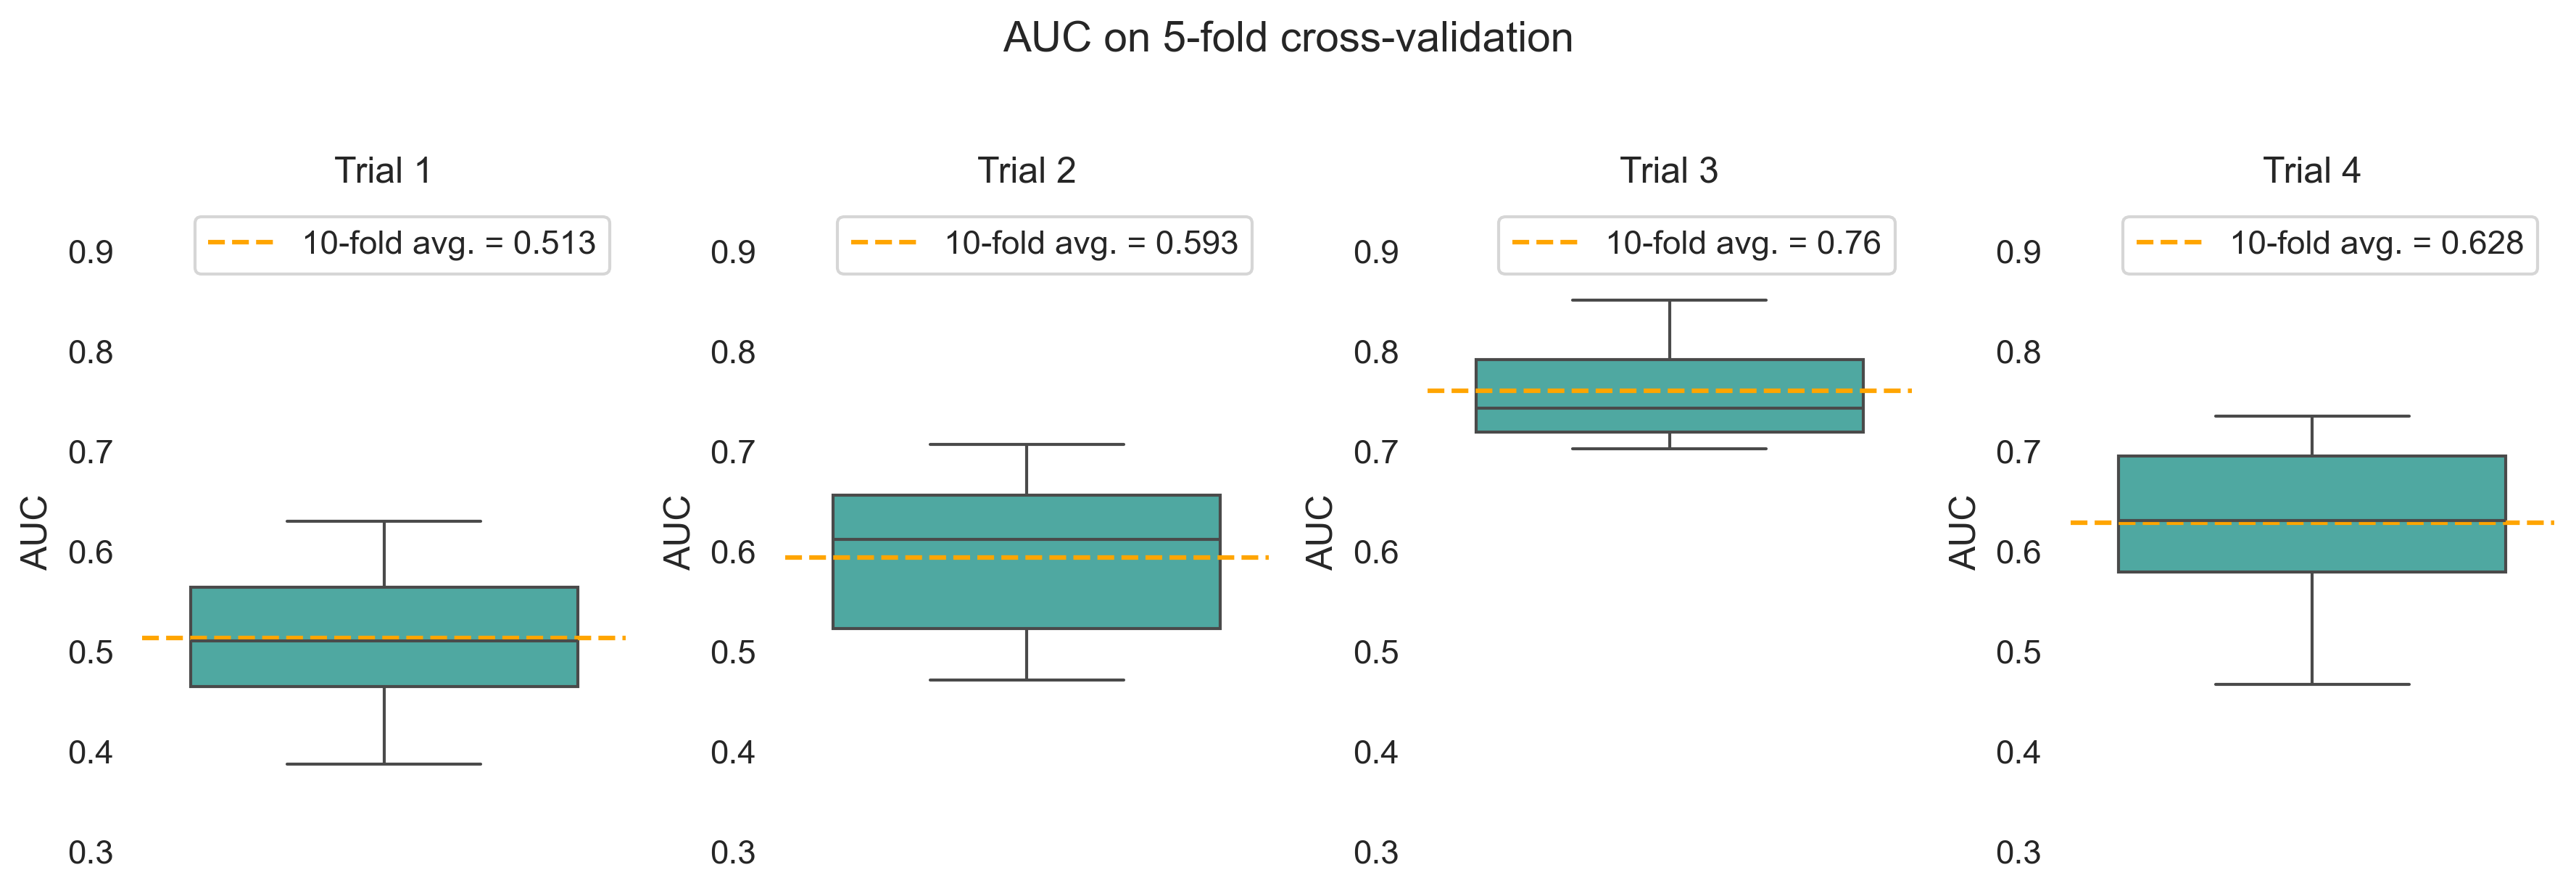 AUC on 5-fold cross-validation
Trial 1
10-fold avg. = 0.513
0.9
0.8
0.7
0.6
0.5
0.4
0.3
AUC
Trial 2
10-fold avg. = 0.593
0.9
0.8
0.7
0.6
0.5
0.4
0.3
AUC
Trial 3
10-fold avg. = 0.76
0.9
0.8
0.7
0.6
0.5
0.4
0.3
AUC
Trial 4
10-fold avg. = 0.628
0.9
0.8
0.7
0.6
0.5
0.4
0.3
AUC